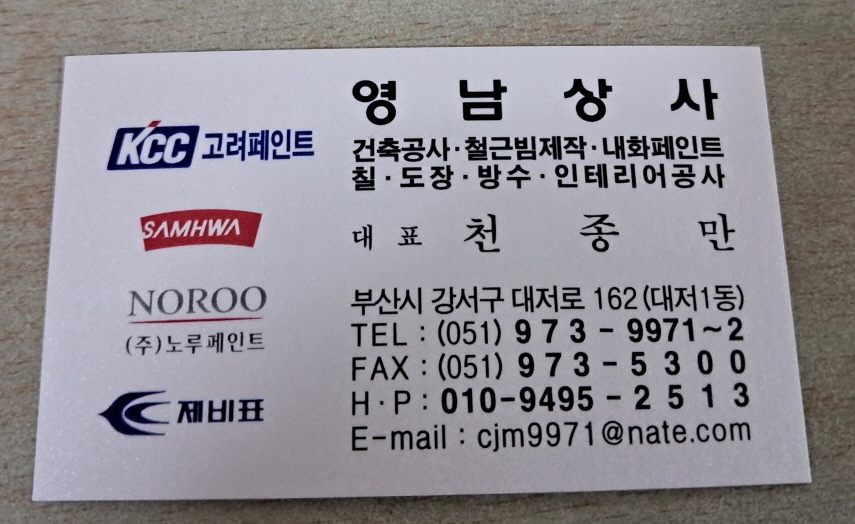 영남상사
KCC 고려페인트
건축공사·철근빔제작·내화페인트
칠·도장·방수·인테리어공사
SAMHWA
대표 천종만
NOROO
(주)노루페인트
부산시 강서구 대저로 162(대저1동)
TEL : (051) 973-9971~2
FAX : (051) 973-5300
제비표
H·P : 010-9495-2513
E-mail : cjm9971@nate.com